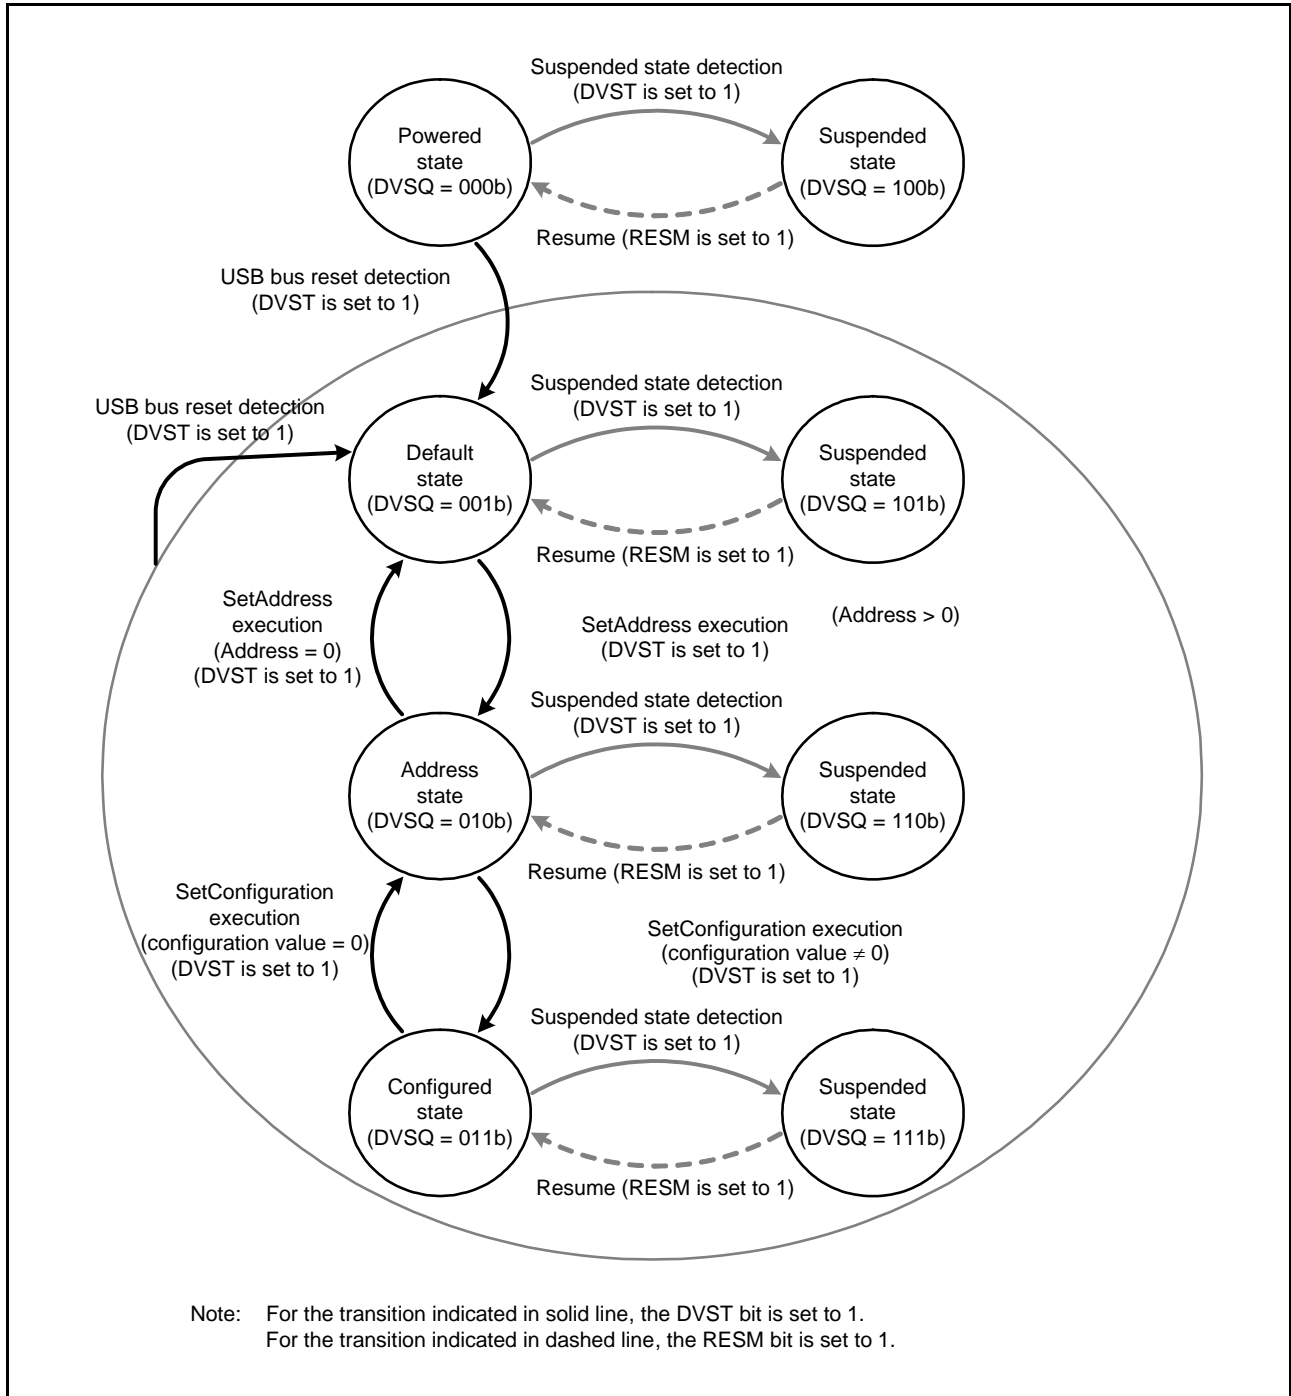 Suspended state detection
(DVST is set to 1)
Powered
state
(DVSQ = 000b)
Suspended
state
(DVSQ = 100b)
Resume (RESM is set to 1)
USB bus reset detection
(DVST is set to 1)
Suspended state detection
(DVST is set to 1)
USB bus reset detection
(DVST is set to 1)
Default
state
(DVSQ = 001b)
Suspended
state
(DVSQ = 101b)
Resume (RESM is set to 1)
SetAddress
execution
(Address = 0)
(DVST is set to 1)
SetAddress execution
(DVST is set to 1)
(Address > 0)
Suspended state detection
(DVST is set to 1)
Address
state
(DVSQ = 010b)
Suspended
state
(DVSQ = 110b)
Resume (RESM is set to 1)
SetConfiguration
execution
(configuration value = 0)
(DVST is set to 1)
SetConfiguration execution
(configuration value ≠ 0)
(DVST is set to 1)
Suspended state detection
(DVST is set to 1)
Configured
state
(DVSQ = 011b)
Suspended
state
(DVSQ = 111b)
Resume (RESM is set to 1)
Note: For the transition indicated in solid line, the DVST bit is set to 1.
For the transition indicated in dashed line, the RESM bit is set to 1.